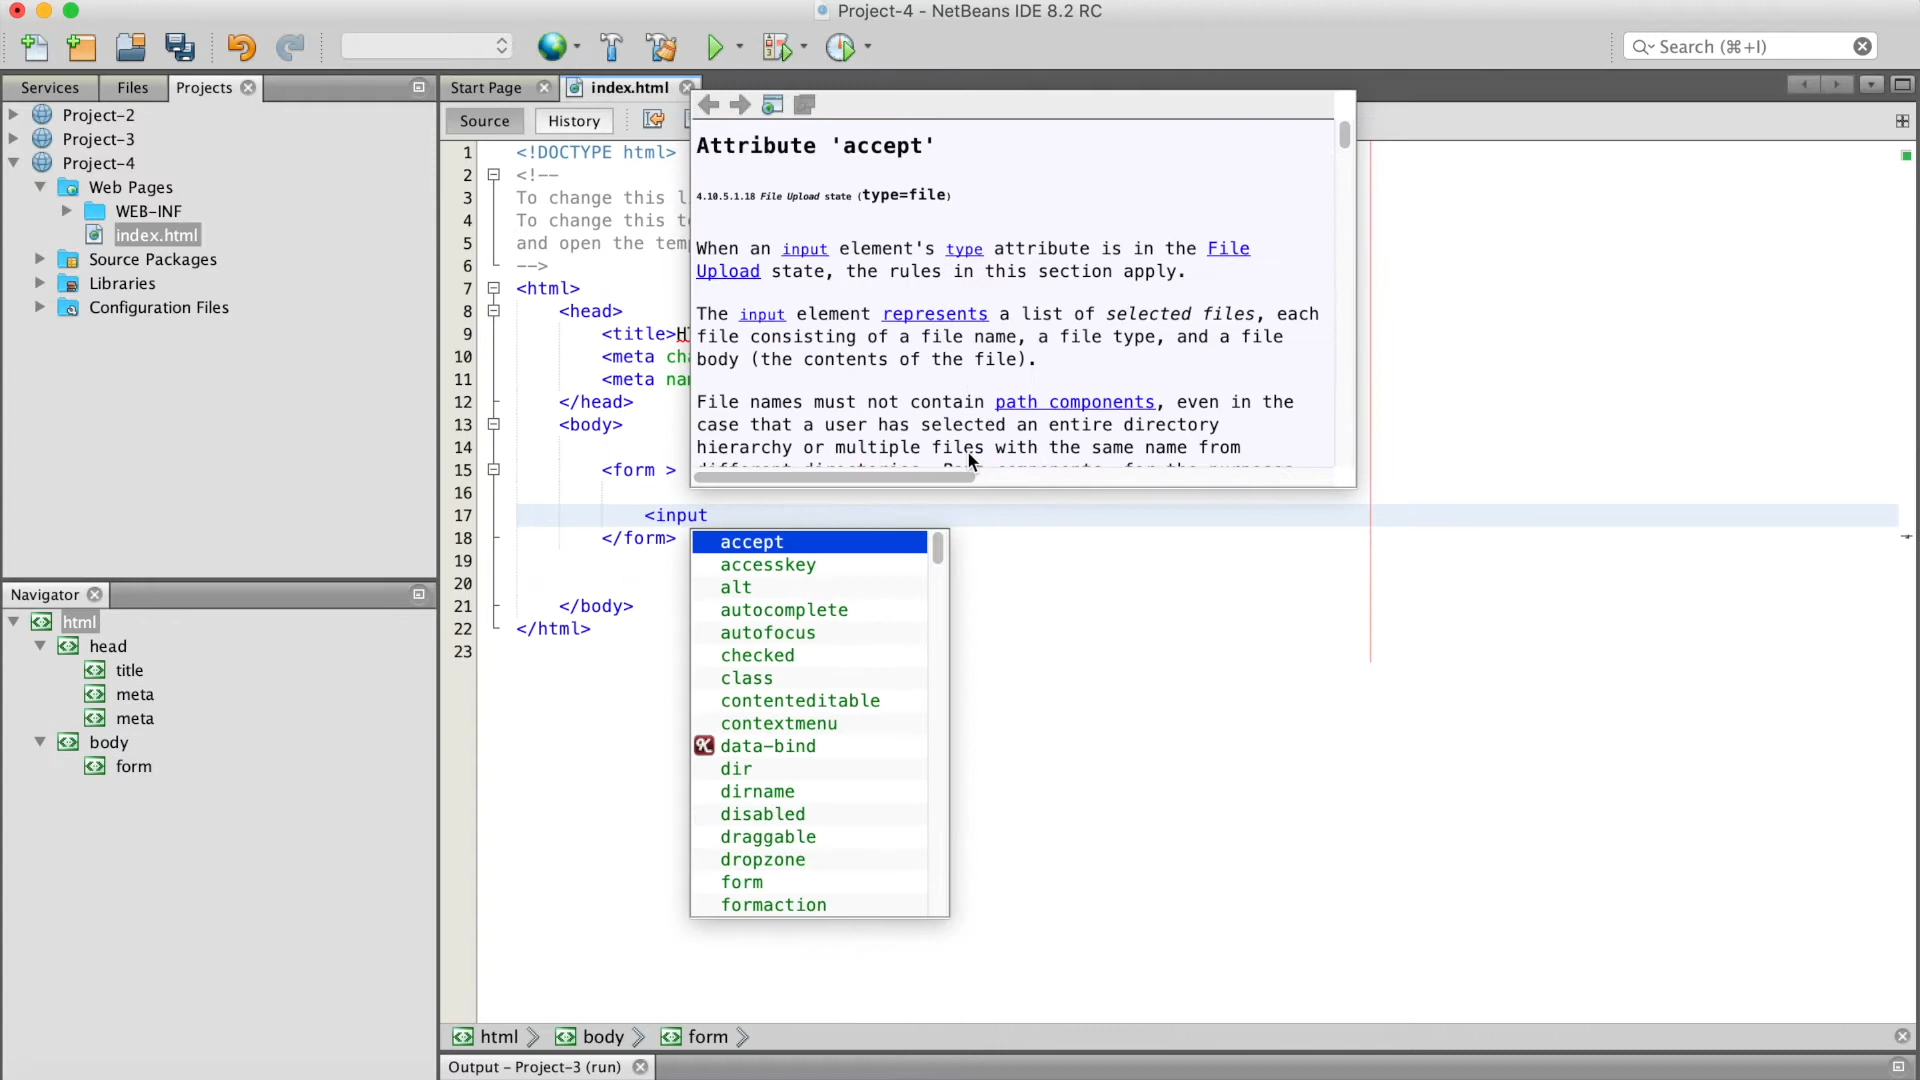 Project-4 - NetBeans IDE 8.2 RC
Search (⌘+I)
Services
Files
Projects
Start Page
index.html
Project-2
Project-3
Project-4
Web Pages
WEB-INF
index.html
Source Packages
Libraries
Configuration Files
Navigator
html
head
title
meta
meta
body
form
Source
History
1 <!DOCTYPE html>
2 <!--
3 To change this l
4 To change this t
5 and open the tem
6 -->
7 <html>
8 <head>
9 <title>
10 <meta cha
11 <meta nam
12 </head>
13 <body>
14
15 <form >
16
17 <input
18 </form>
19
20
21 </body>
22 </html>
23
Attribute 'accept'
4.10.5.1.18 File Upload state (type=file)
When an input element's type attribute is in the File
Upload state, the rules in this section apply.
The input element represents a list of selected files, each
file consisting of a file name, a file type, and a file
body (the contents of the file).
File names must not contain path components, even in the
case that a user has selected an entire directory
hierarchy or multiple files with the same name from
accept
accesskey
alt
autocomplete
autofocus
checked
class
contenteditable
contextmenu
data-bind
dir
dirname
disabled
draggable
dropzone
form
formaction
html
body
form
Output - Project-3 (run)